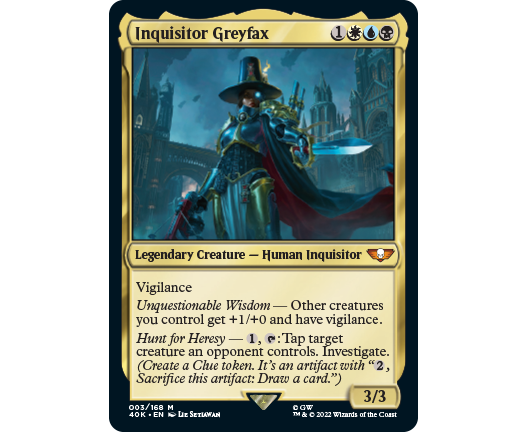 Inquisitor Greyfax 1
Legendary Creature — Human Inquisitor
Vigilance
Unquestionable Wisdom — Other creatures
you control get +1/+0 and have vigilance.
Hunt for Heresy — 1, :Tap target
creature an opponent controls. Investigate.
(Create a Clue token. It's an artifact with “2,
Sacrifice this artifact: Draw a card.”)
3/3
003/168 M
40K • EN Lie Setiawan
© GW
™ & © 2022 Wizards of the Coast